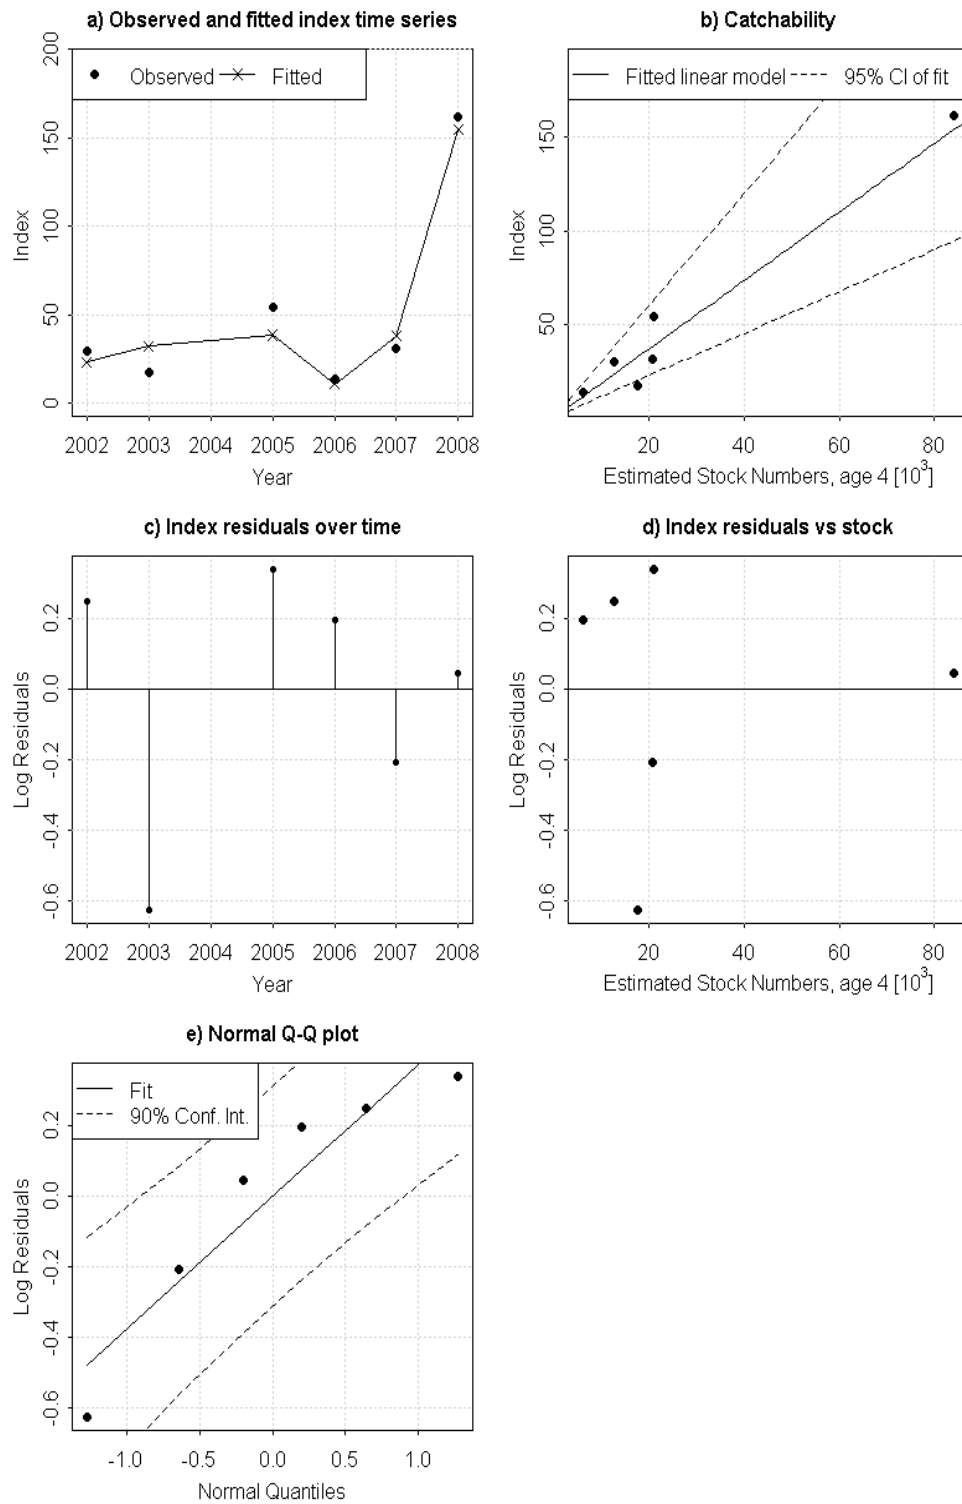 a) Observed and fitted index time series
Observed
Fitted
200
150
100
50
0
Index
2002 2003 2004 2005 2006 2007 2008
Year
b) Catchability
Fitted linear model
95% CI of fit
150
100
50
Index
20 40 60 80
Estimated Stock Numbers, age 4 [10³]
c) Index residuals over time
0.2
0.0
-0.2
-0.4
-0.6
Log Residuals
2002 2003 2004 2005 2006 2007 2008
Year
d) Index residuals vs stock
0.2
0.0
-0.2
-0.4
-0.6
Log Residuals
20 40 60 80
Estimated Stock Numbers, age 4 [10³]
e) Normal Q-Q plot
Fit
90% Conf. Int.
0.2
0.0
-0.2
-0.4
-0.6
Log Residuals
-1.0 -0.5 0.0 0.5 1.0
Normal Quantiles